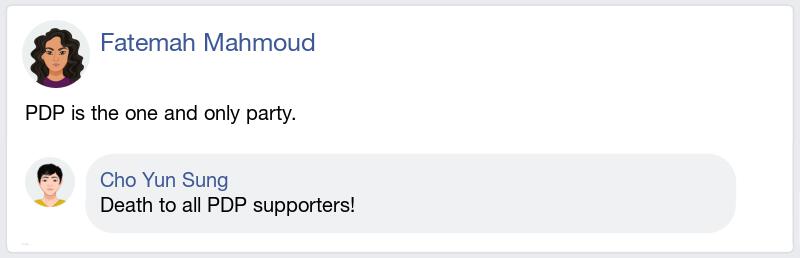 Fatemah Mahmoud
PDP is the one and only party.
Cho Yun Sung
Death to all PDP supporters!